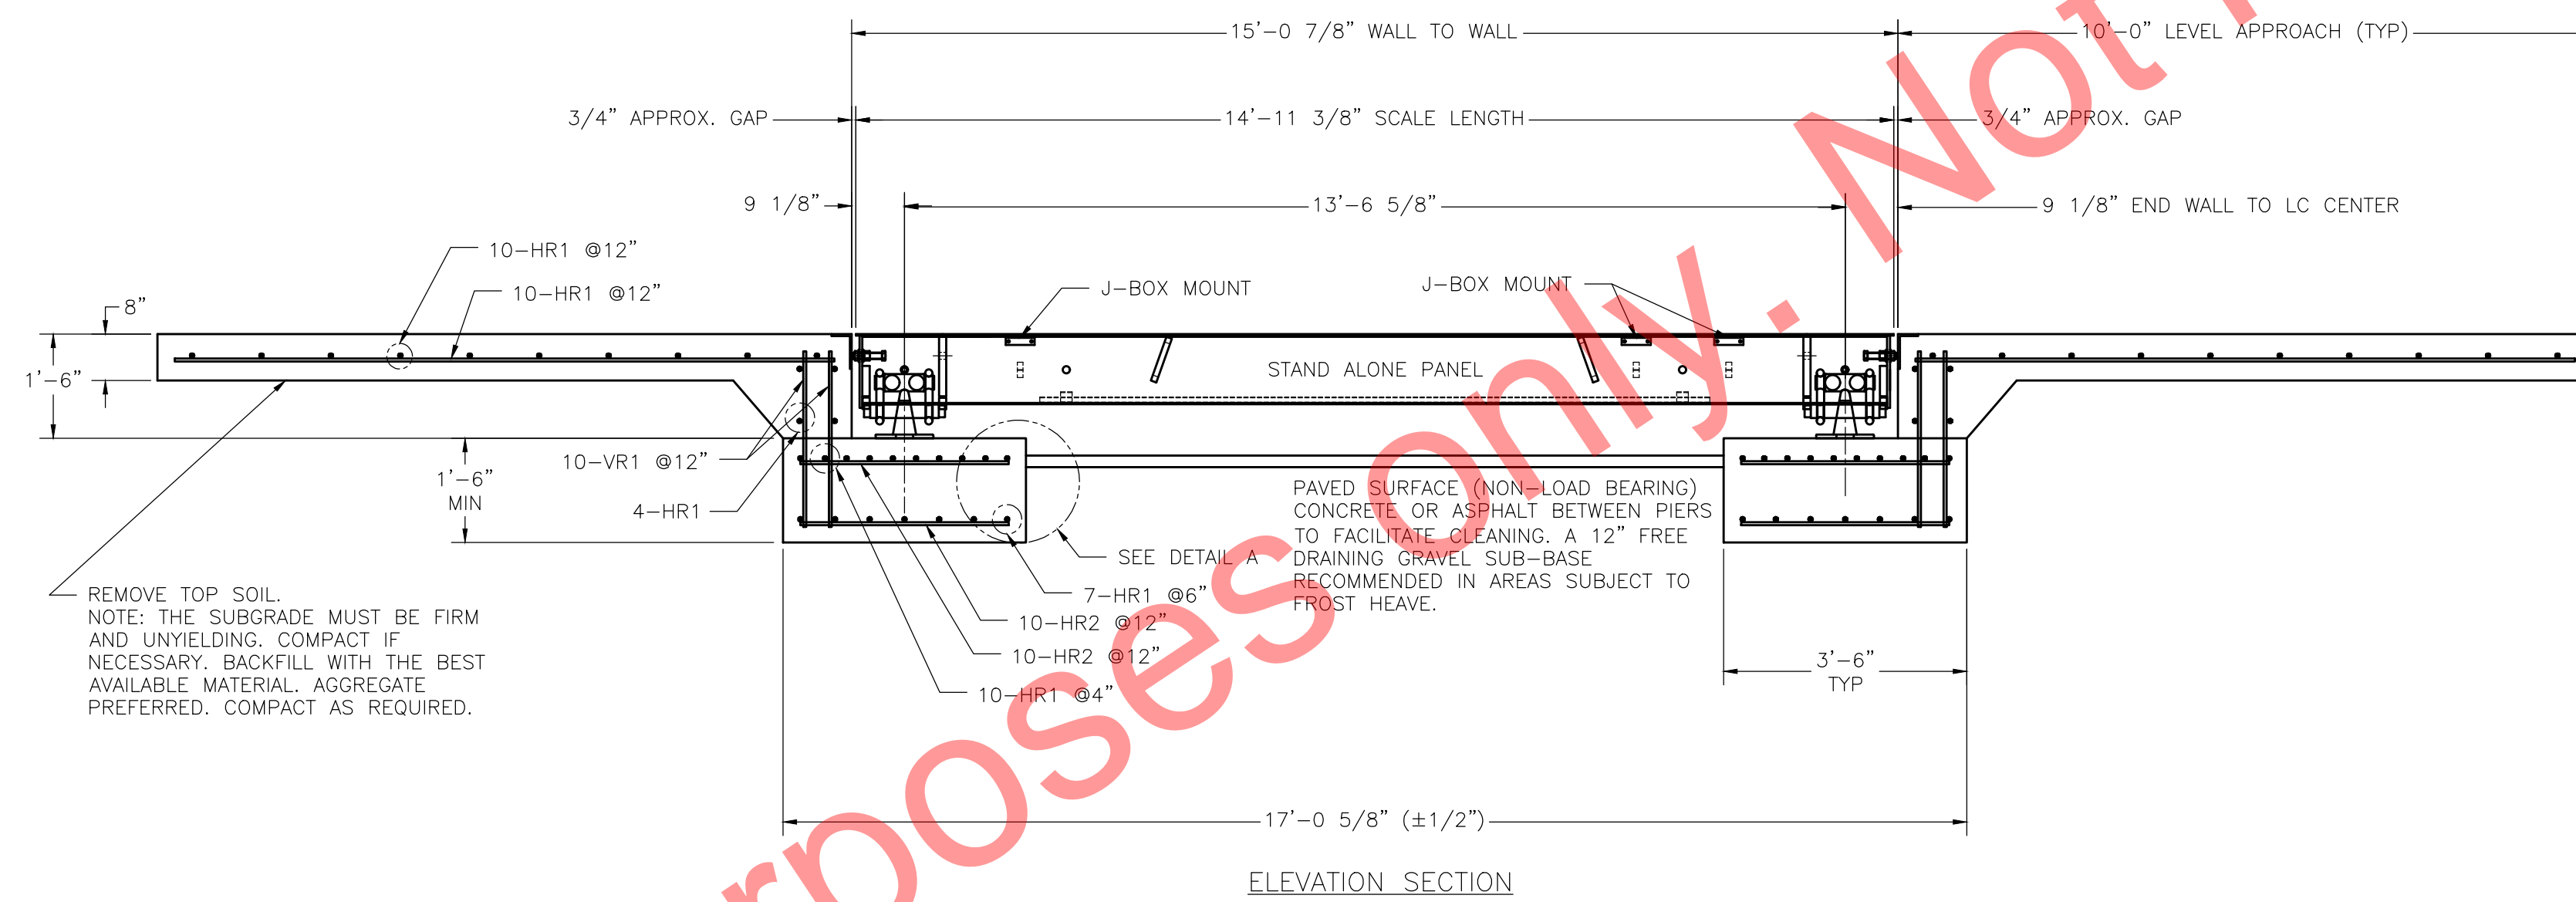 15'-0 7/8" WALL TO WALL
10'-0" LEVEL APPROACH (TYP)
3/4" APPROX. GAP
14'-11 3/8" SCALE LENGTH
3/4" APPROX. GAP
9 1/8"
13'-6 5/8"
9 1/8" END WALL TO LC CENTER
10-HR1 @12"
10-HR1 @12"
J-BOX MOUNT
J-BOX MOUNT
8"
1'-6"
STAND ALONE PANEL
10-VR1 @12"
1'-6"
MIN
4-HR1
SEE DETAIL A
PAVED SURFACE (NON-LOAD BEARING)
CONCRETE OR ASPHALT BETWEEN PIERS
TO FACILITATE CLEANING. A 12" FREE
DRAINING GRAVEL SUB-BASE
RECOMMENDED IN AREAS SUBJECT TO
FROST HEAVE.
REMOVE TOP SOIL.
NOTE: THE SUBGRADE MUST BE FIRM
AND UNYIELDING. COMPACT IF
NECESSARY. BACKFILL WITH THE BEST
AVAILABLE MATERIAL. AGGREGATE
PREFERRED. COMPACT AS REQUIRED.
7-HR1 @6"
10-HR2 @12"
10-HR2 @12"
10-HR1 @4"
3'-6"
TYP
17'-0 5/8" (±1/2")
ELEVATION SECTION
rposes only. Not